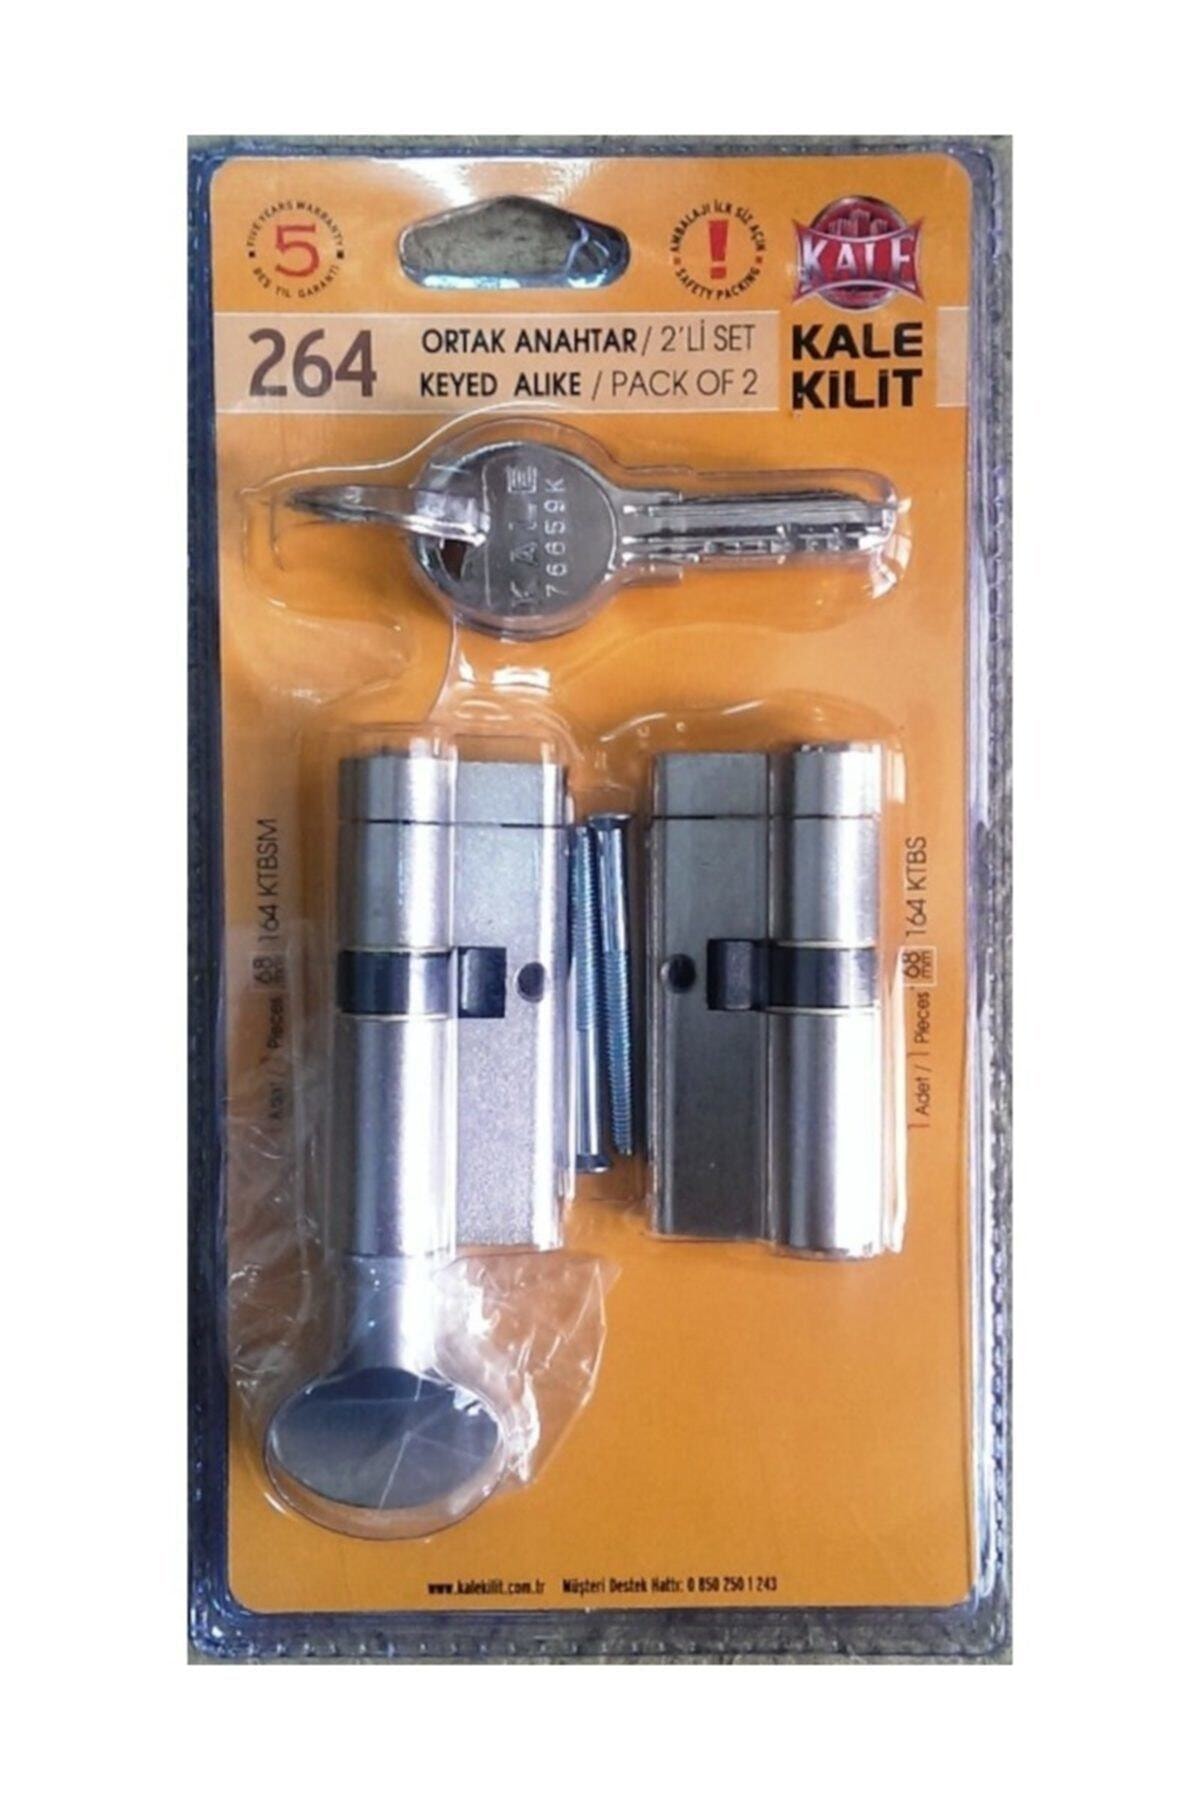 FIVE YEARS WARRANTY
5
BEŞ YIL GARANTİ
AMBALAJI İLK SİZ AÇIN
!
SAFETY PACKING
KALE
264
ORTAK ANAHTAR / 2'Lİ SET
KEYED ALIKE / PACK OF 2
KALE
KİLİT
KALE
76659K
1 Adet / 1 Pieces 68 mm 164 KTBSM
1 Adet / 1 Pieces 68 mm 164 KTBS
www.kalekilit.com.tr Müşteri Destek Hattı: 0 850 250 1 243